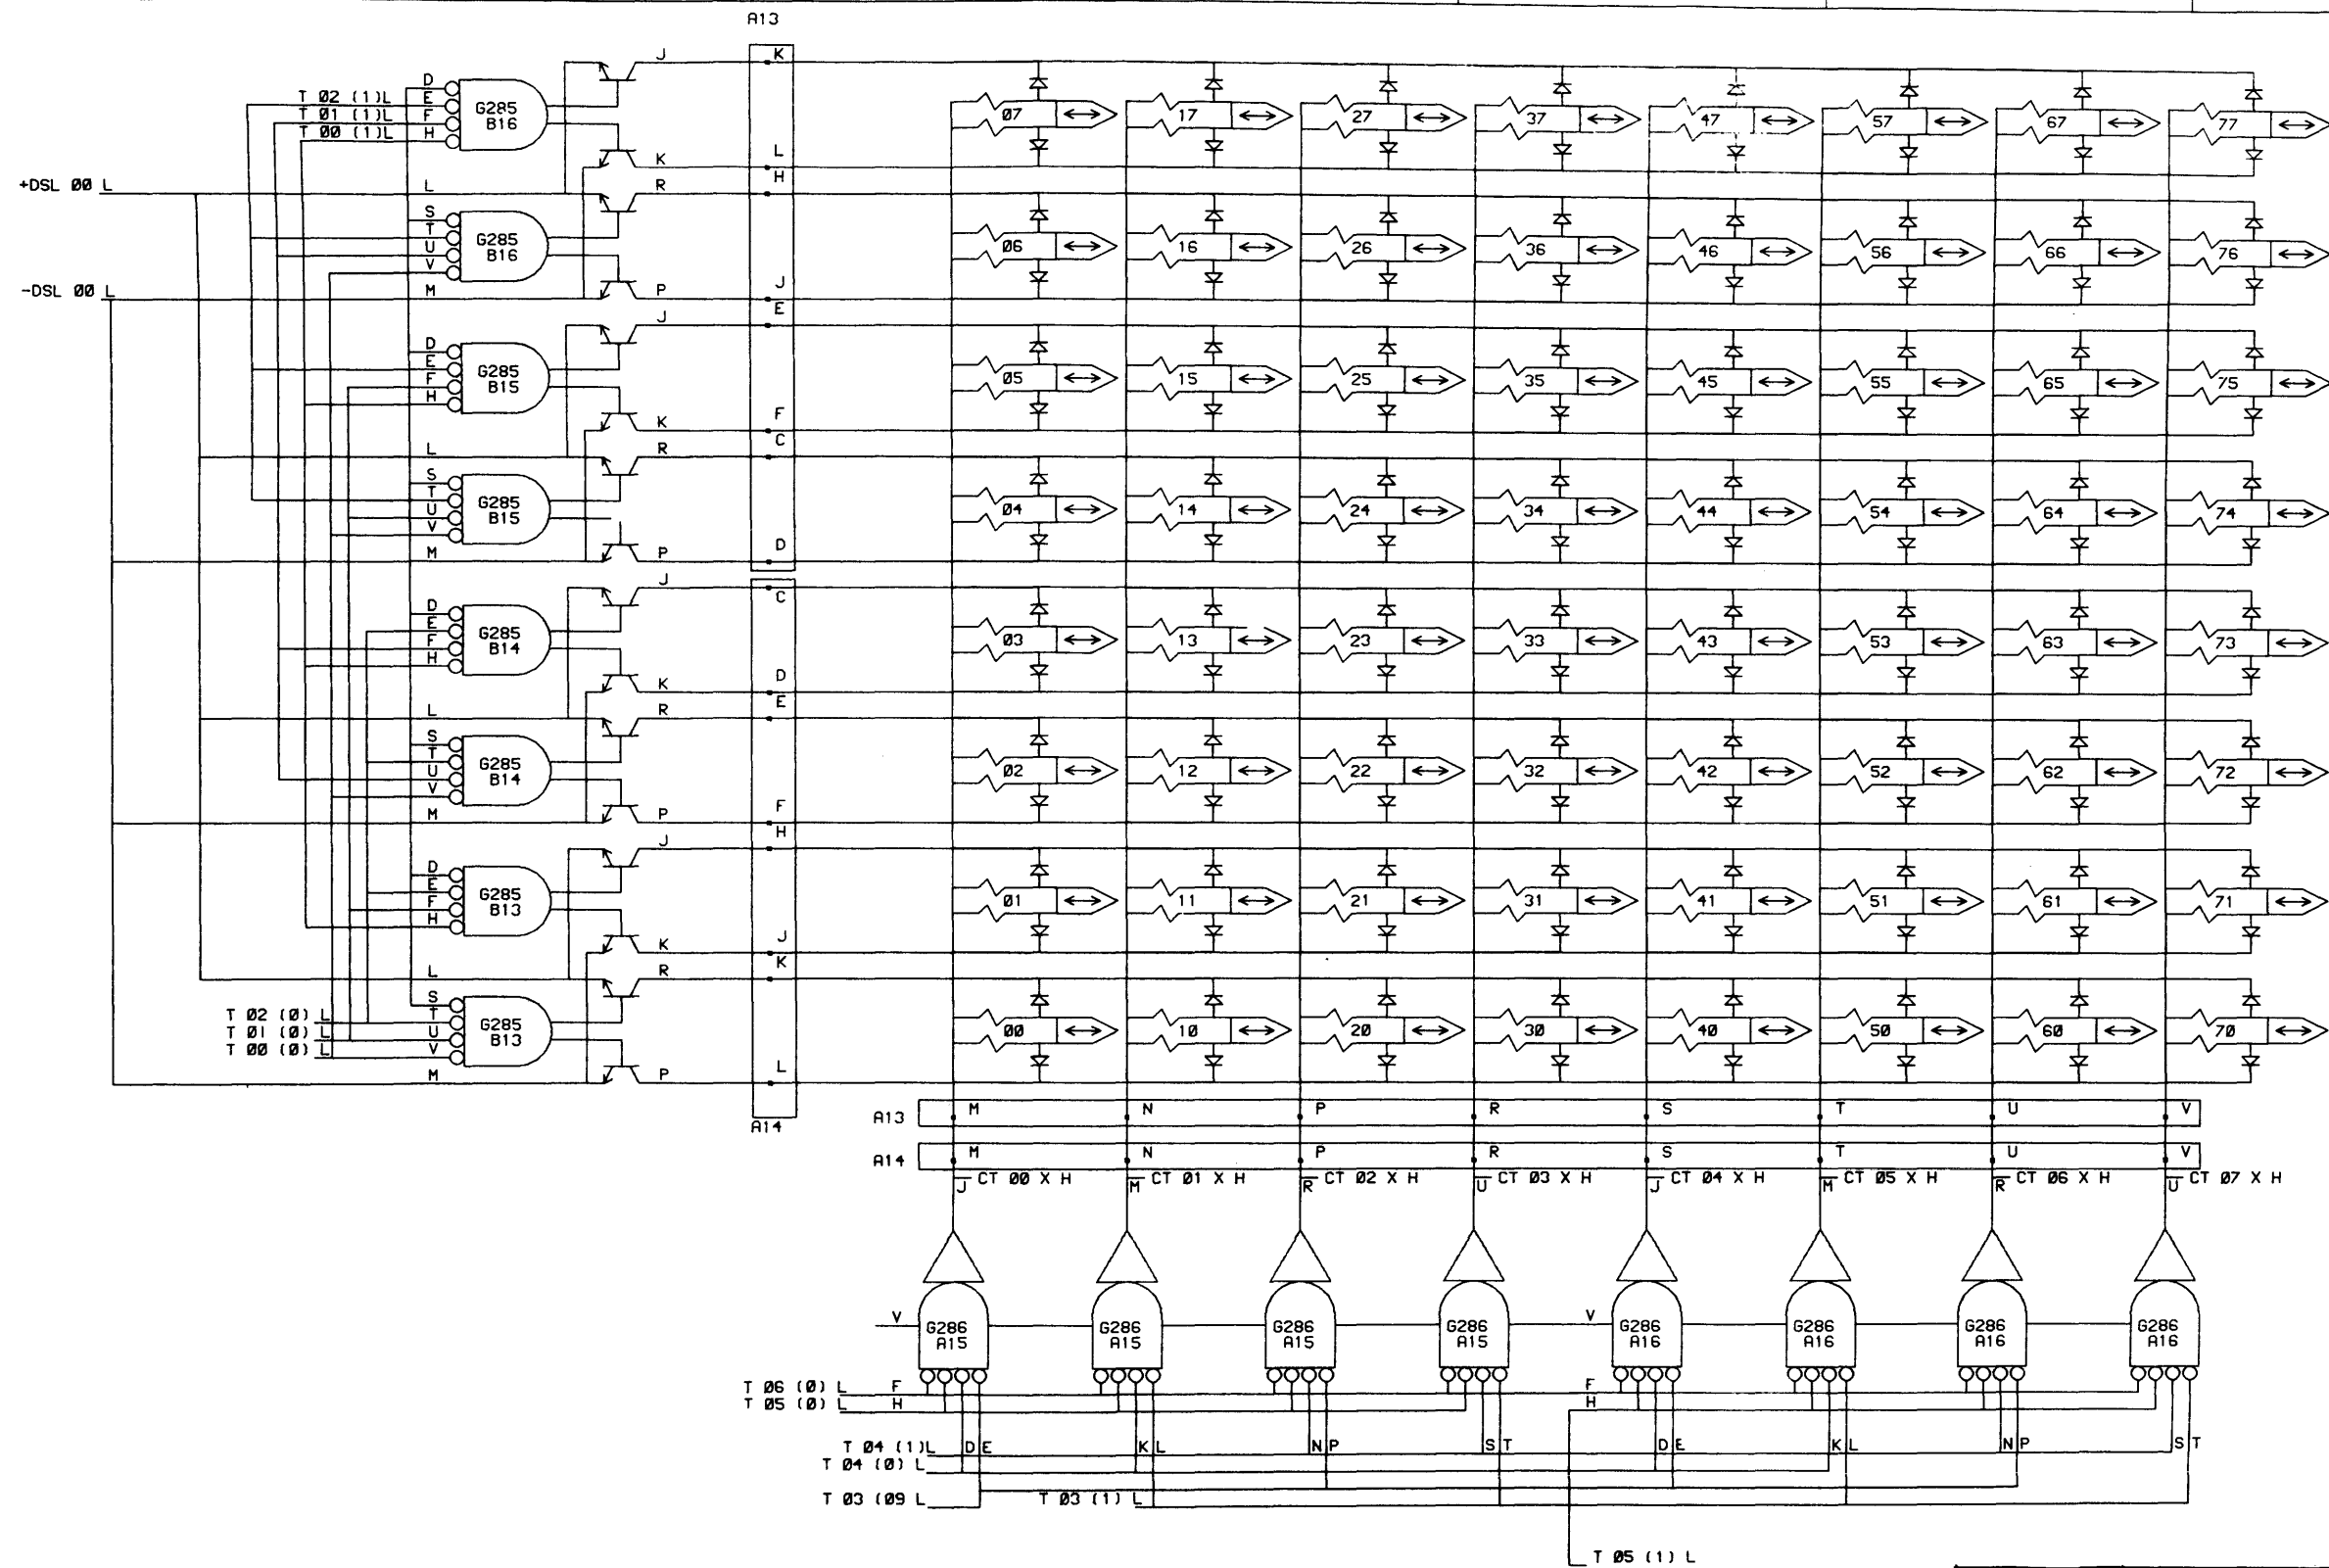 A13
J K
D
T 02 (1)L E
T 01 (1)L F
T 00 (1)L H
G285
B16
07 17 27 37 47 57 67 77
K L
+DSL 00 L L R H
S
T
U
V
G285
B16
06 16 26 36 46 56 66 76
-DSL 00 L M P J
J E
D
E
F
H
G285
B15
05 15 25 35 45 55 65 75
K F
L R C
S
T
U
V
G285
B15
04 14 24 34 44 54 64 74
M P D
J C
D
E
F
H
G285
B14
03 13 23 33 43 53 63 73
K D
L R E
S
T
U
V
G285
B14
02 12 22 32 42 52 62 72
M P F
J H
D
E
F
H
G285
B13
01 11 21 31 41 51 61 71
K J
L R K
S
T 02 (0) L T
T 01 (0) L U
T 00 (0) L V
G285
B13
00 10 20 30 40 50 60 70
M P L
A14
A13 M N P R S T U V
A14 M N P R S T U V
J CT 00 X H M CT 01 X H R CT 02 X H U CT 03 X H J CT 04 X H M CT 05 X H R CT 06 X H U CT 07 X H
V G286 G286 G286 G286 V G286 G286 G286 G286
A15 A15 A15 A15 A16 A16 A16 A16
T 06 (0) L F F
T 05 (0) L H H
T 04 (1)L D E K L N P S T D E K L N P S T
T 04 (0) L
T 03 (09 L T 03 (1) L
T 05 (1) L